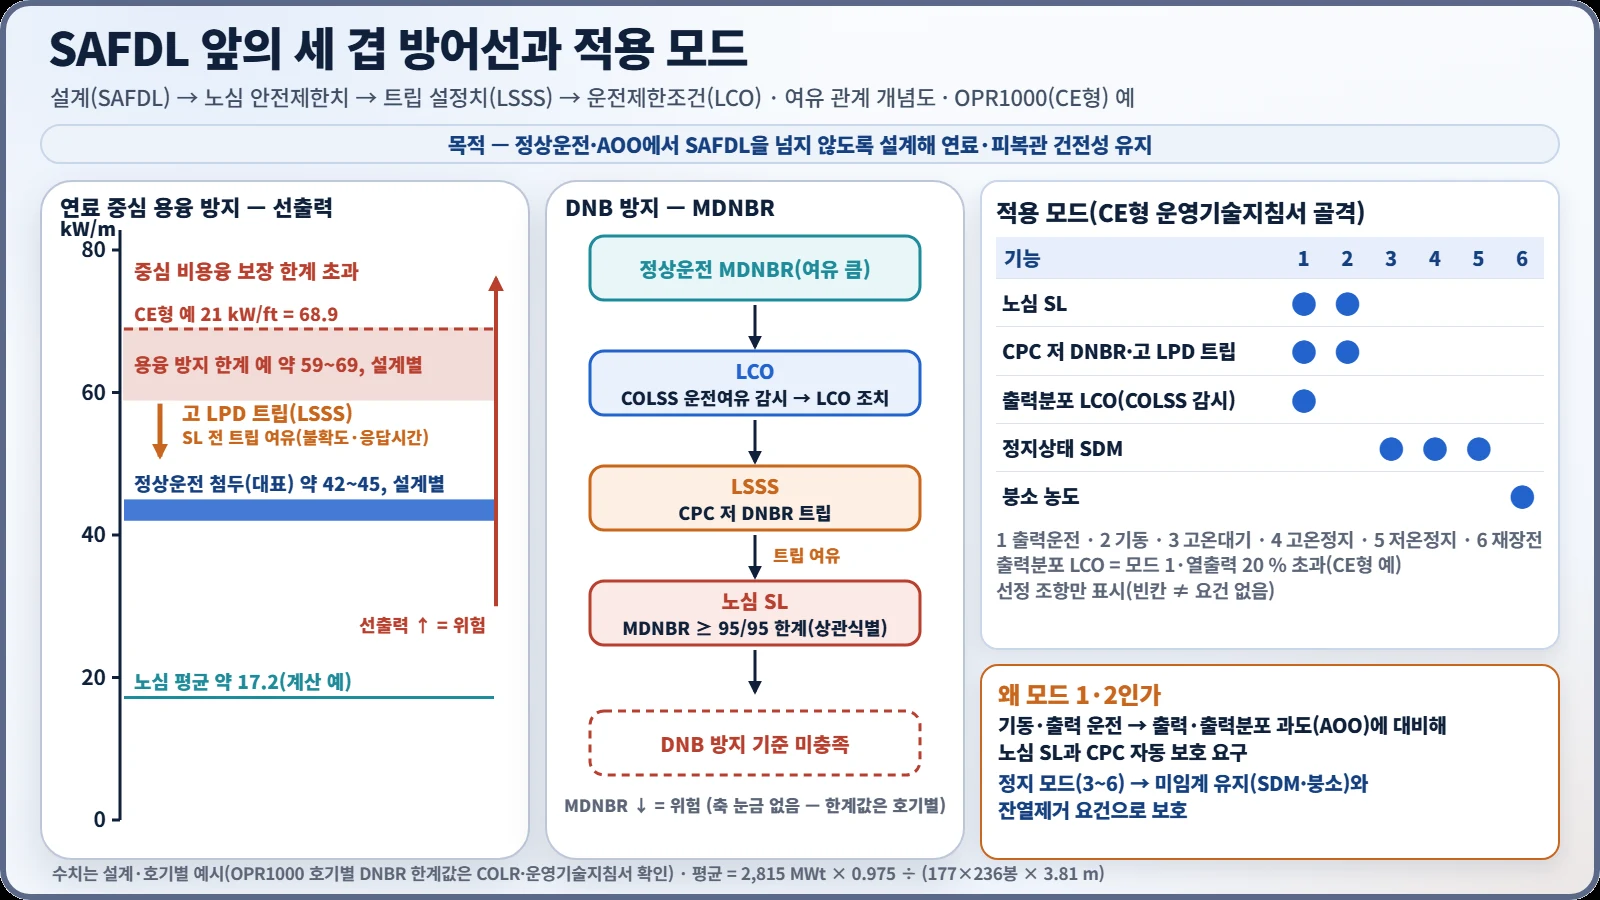 SAFDL 앞의 세 겹 방어선과 적용 모드
설계(SAFDL) → 노심 안전제한치 → 트립 설정치(LSSS) → 운전제한조건(LCO) · 여유 관계 개념도 · OPR1000(CE형) 예
목적 — 정상운전·AOO에서 SAFDL을 넘지 않도록 설계해 연료·피복관 건전성 유지
연료 중심 용융 방지 — 선출력
kW/m
80
중심 비용융 보장 한계 초과
CE형 예 21 kW/ft = 68.9
용융 방지 한계 예 약 59~69, 설계별
60
고 LPD 트립(LSSS)
SL 전 트립 여유(불확도·응답시간)
정상운전 첨두(대표) 약 42~45, 설계별
40
선출력 ↑ = 위험
20
노심 평균 약 17.2(계산 예)
0
DNB 방지 — MDNBR
정상운전 MDNBR(여유 큼)
LCO
COLSS 운전여유 감시 → LCO 조치
LSSS
CPC 저 DNBR 트립
트립 여유
노심 SL
MDNBR ≥ 95/95 한계(상관식별)
DNB 방지 기준 미충족
MDNBR ↓ = 위험 (축 눈금 없음 — 한계값은 호기별)
적용 모드(CE형 운영기술지침서 골격)
기능 1 2 3 4 5 6
노심 SL
CPC 저 DNBR·고 LPD 트립
출력분포 LCO(COLSS 감시)
정지상태 SDM
붕소 농도
1 출력운전 · 2 기동 · 3 고온대기 · 4 고온정지 · 5 저온정지 · 6 재장전
출력분포 LCO = 모드 1·열출력 20 % 초과(CE형 예)
선정 조항만 표시(빈칸 ≠ 요건 없음)
왜 모드 1·2인가
기동·출력 운전 → 출력·출력분포 과도(AOO)에 대비해
노심 SL과 CPC 자동 보호 요구
정지 모드(3~6) → 미임계 유지(SDM·붕소)와
잔열제거 요건으로 보호
수치는 설계·호기별 예시(OPR1000 호기별 DNBR 한계값은 COLR·운영기술지침서 확인) · 평균 = 2,815 MWt × 0.975 ÷ (177×236봉 × 3.81 m)